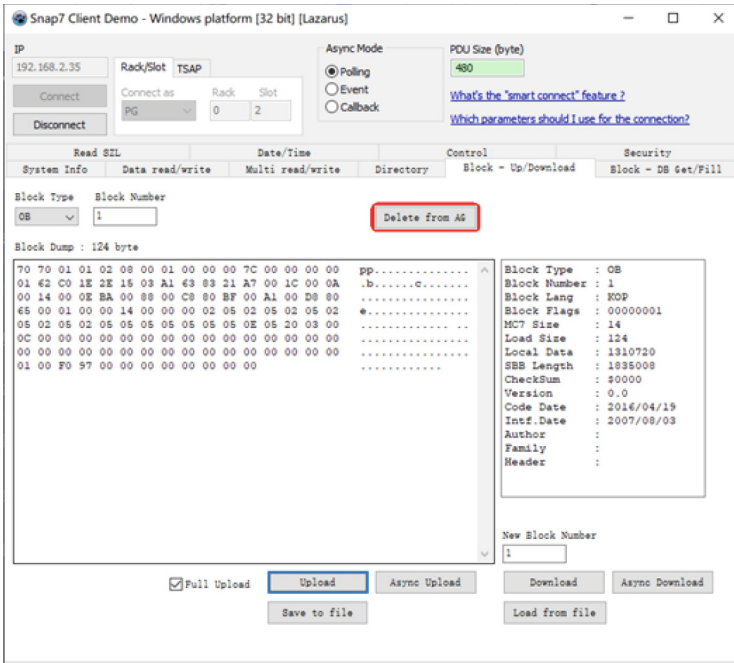 Snap7 Client Demo - Windows platform [32 bit] [Lazarus]
IP
192.168.2.35
Connect
Disconnect
Rack/Slot TSAP
Connect as Rack Slot
PG 0 2
Async Mode
Polling
Event
Callback
PDU Size (byte)
480
What's the "smart connect" feature ?
Which parameters should I use for the connection?
Read SZL Date/Time Control Security
System Info Data read/write Multi read/write Directory Block - Up/Download Block - DB Get/Fill
Block Type Block Number
OB 1
Delete from AG
Block Dump : 124 byte
70 70 01 01 02 08 00 01 00 00 00 7C 00 00 00 00 pp..............
01 62 C0 1E 2E 15 03 A1 63 83 21 A7 00 1C 00 0A .b......c.......
00 14 00 0E BA 00 88 00 C8 80 BF 00 A1 00 D8 80 ................
65 00 01 00 00 14 00 00 00 02 05 02 05 02 05 02 e...............
05 02 05 02 05 05 05 05 05 05 05 0E 05 20 03 00 ............. ..
0C 00 00 00 00 00 00 00 00 00 00 00 00 00 00 00 ................
00 00 00 00 00 00 00 00 00 00 00 00 00 00 00 00 ................
01 00 F0 97 00 00 00 00 00 00 00 00 ............
Block Type : OB
Block Number : 1
Block Lang : KOP
Block Flags : 00000001
MC7 Size : 14
Load Size : 124
Local Data : 1310720
SBB Length : 1835008
CheckSum : $0000
Version : 0.0
Code Date : 2016/04/19
Intf.Date : 2007/08/03
Author :
Family :
Header :
New Block Number
1
Full Upload Upload Async Upload Download Async Download
Save to file Load from file